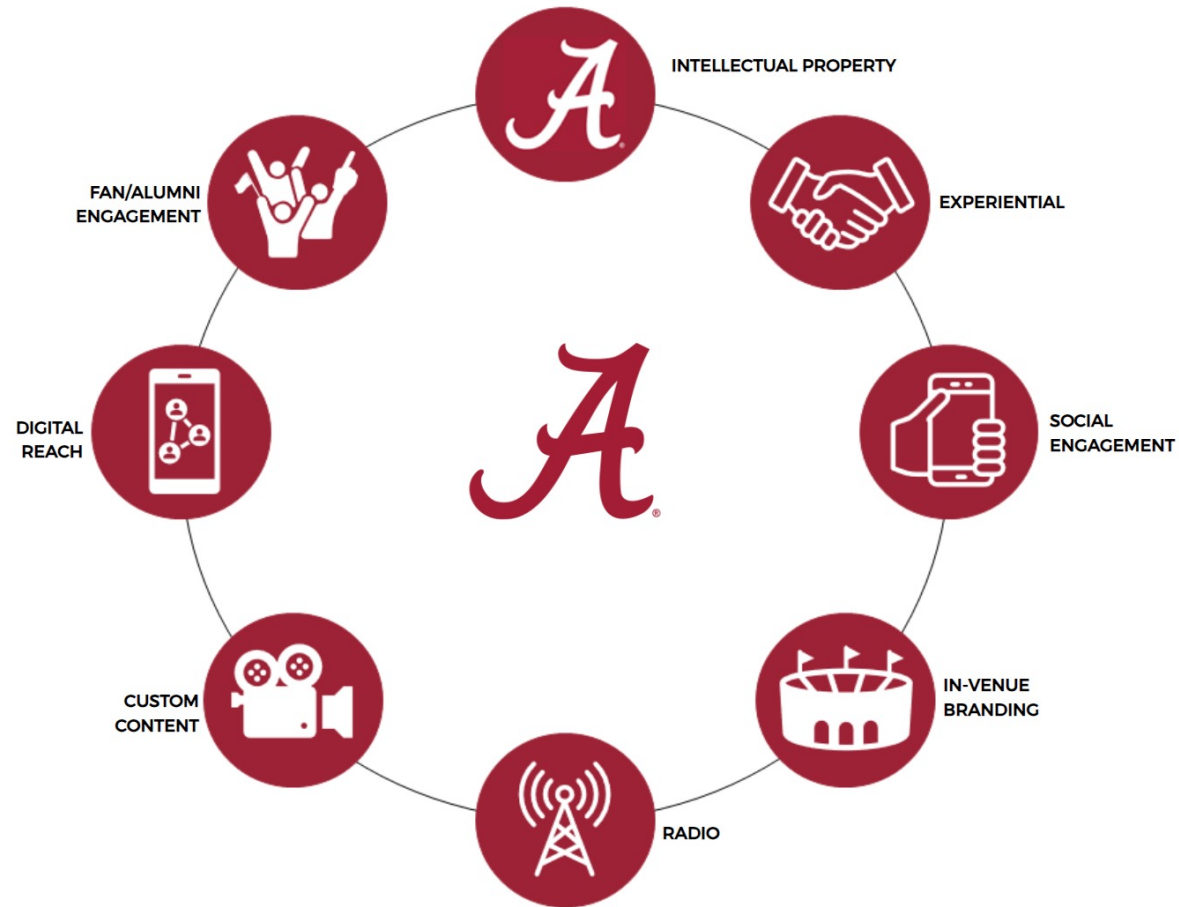 A
INTELLECTUAL PROPERTY
EXPERIENTIAL
SOCIAL
ENGAGEMENT
IN-VENUE
BRANDING
RADIO
CUSTOM
CONTENT
DIGITAL
REACH
FAN/ALUMNI
ENGAGEMENT
A®